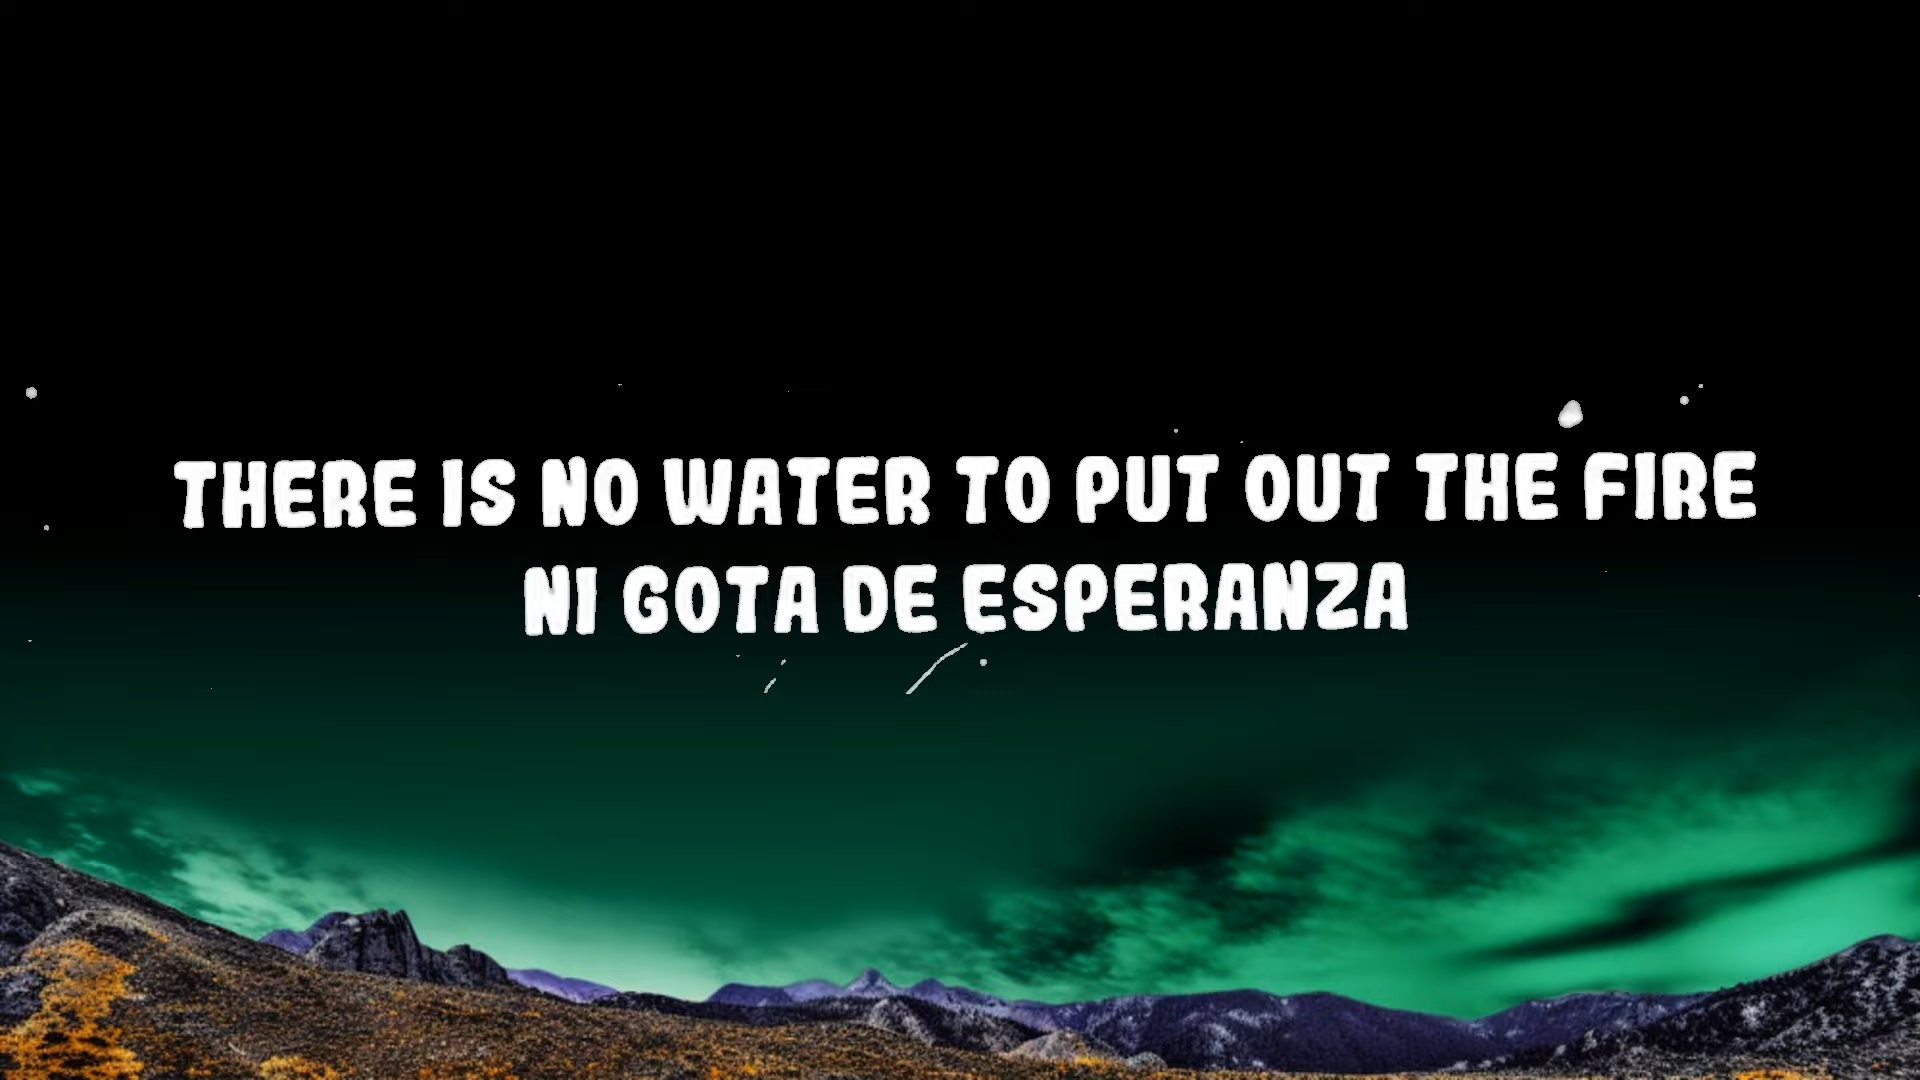 THERE IS NO WATER TO PUT OUT THE FIRE
NI GOTA DE ESPERANZA